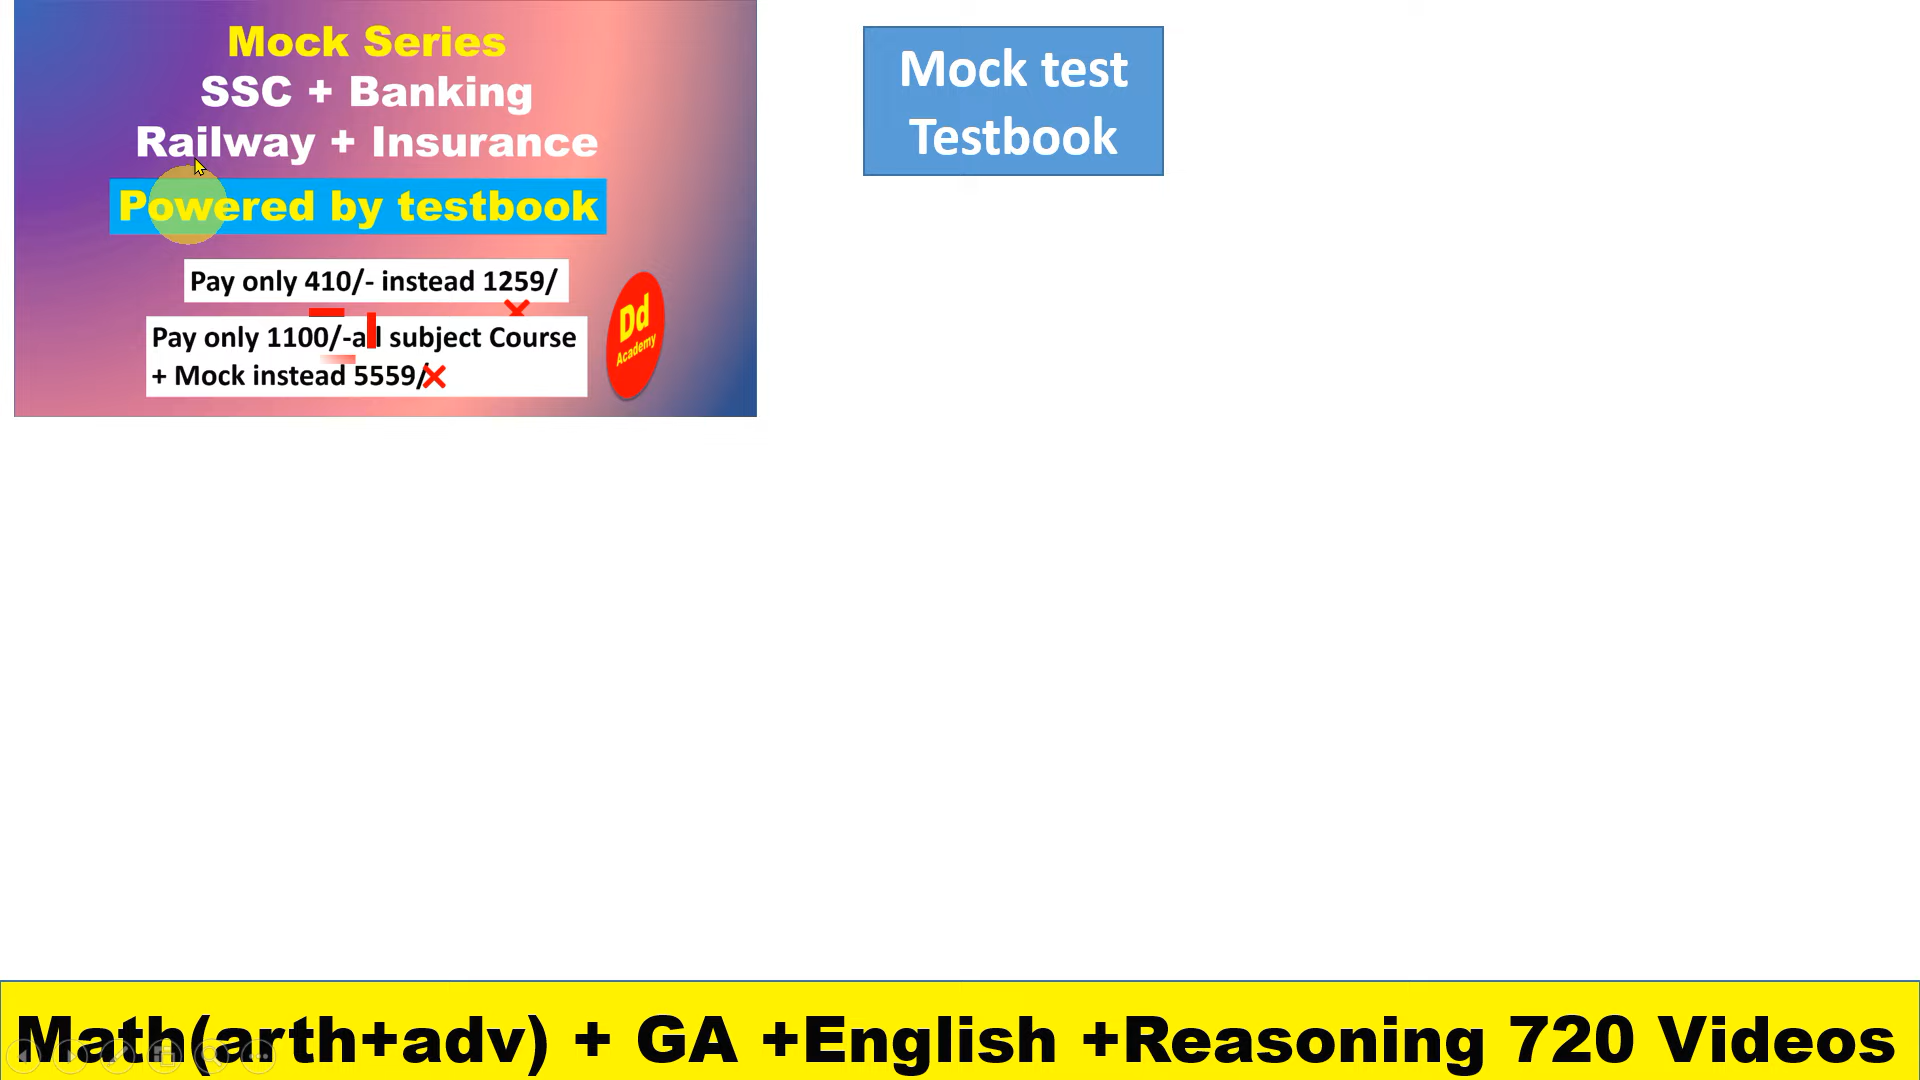 Mock Series
SSC + Banking
Railway + Insurance
Powered by testbook
Pay only 410/- instead 1259/
Pay only 1100/-all subject Course
+ Mock instead 5559/
Dd
Academy
Mock test
Testbook
Math(arth+adv) + GA +English +Reasoning 720 Videos